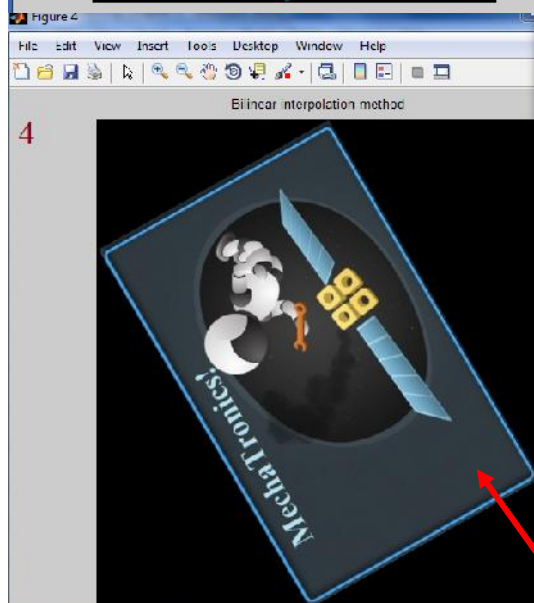 Figure 4
File Edit View Insert Tools Desktop Window Help
Bilinear interpolation method
4
MechaTronics!